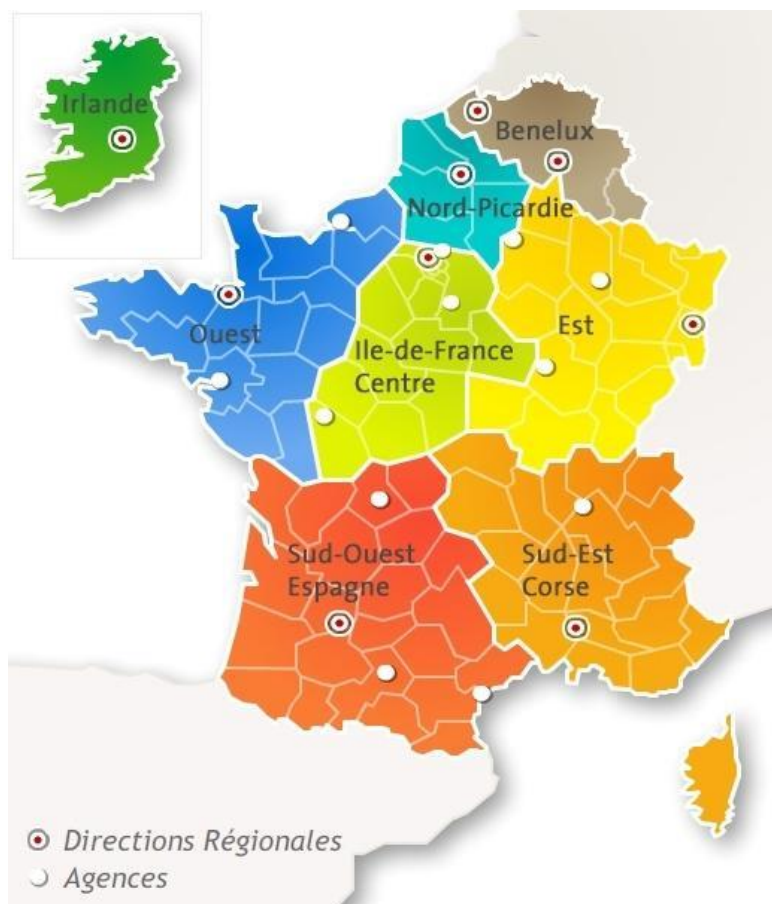 Irlande
Benelux
Nord-Picardie
Ouest
Est
Ile-de-France
Centre
Sud-Ouest
Espagne
Sud-Est
Corse
Directions Régionales
Agences